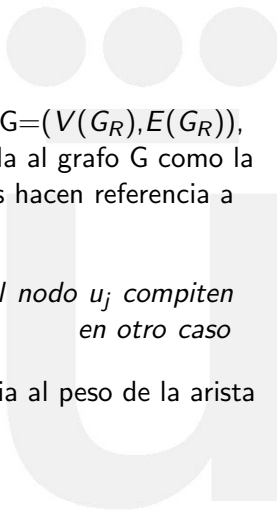 G=(V(G_R),E(G_R)),
la al grafo G como la
s hacen referencia a
l nodo u_j compiten
en otro caso
ia al peso de la arista